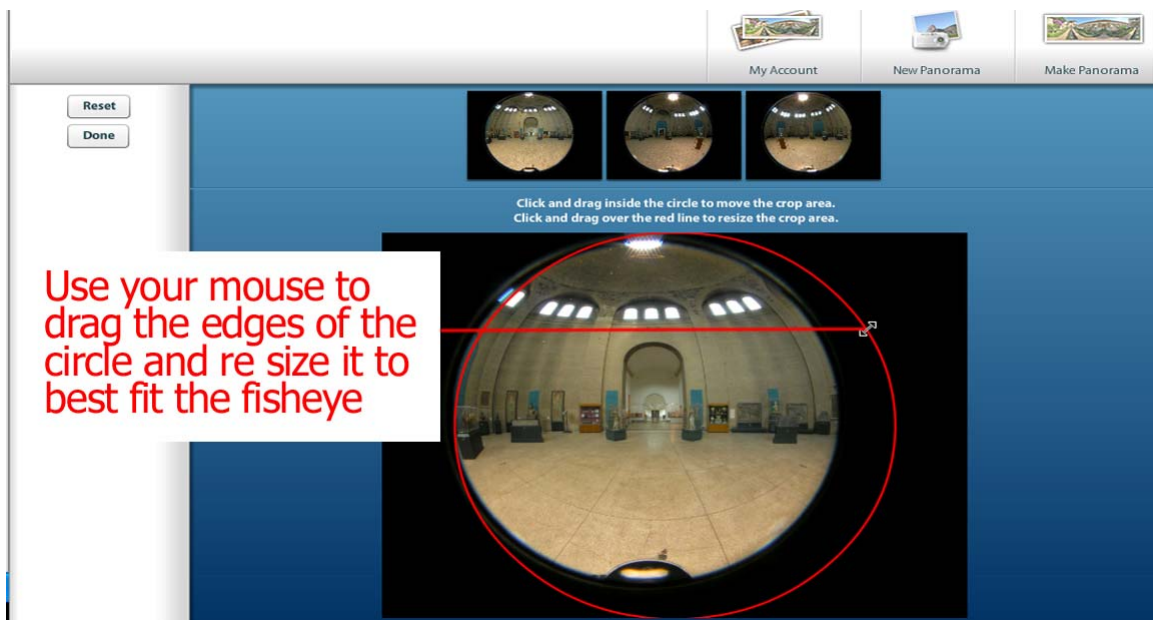 My Account
New Panorama
Make Panorama
Reset
Done
Click and drag inside the circle to move the crop area.
Click and drag over the red line to resize the crop area.
Use your mouse to
drag the edges of the
circle and re size it to
best fit the fisheye